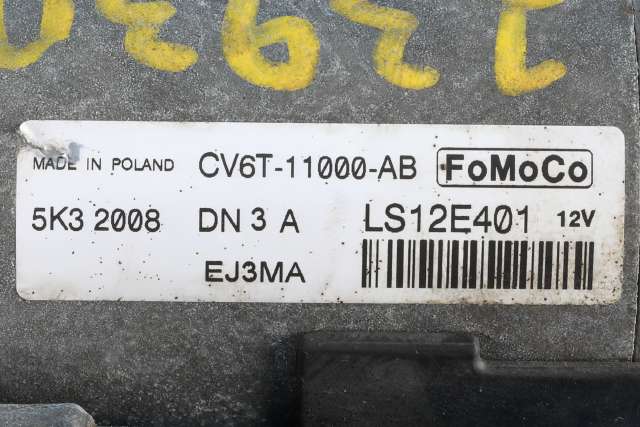 MADE IN POLAND CV6T-11000-AB FoMoCo
5K3 2008 DN 3 A LS12E401 12V
EJ3MA